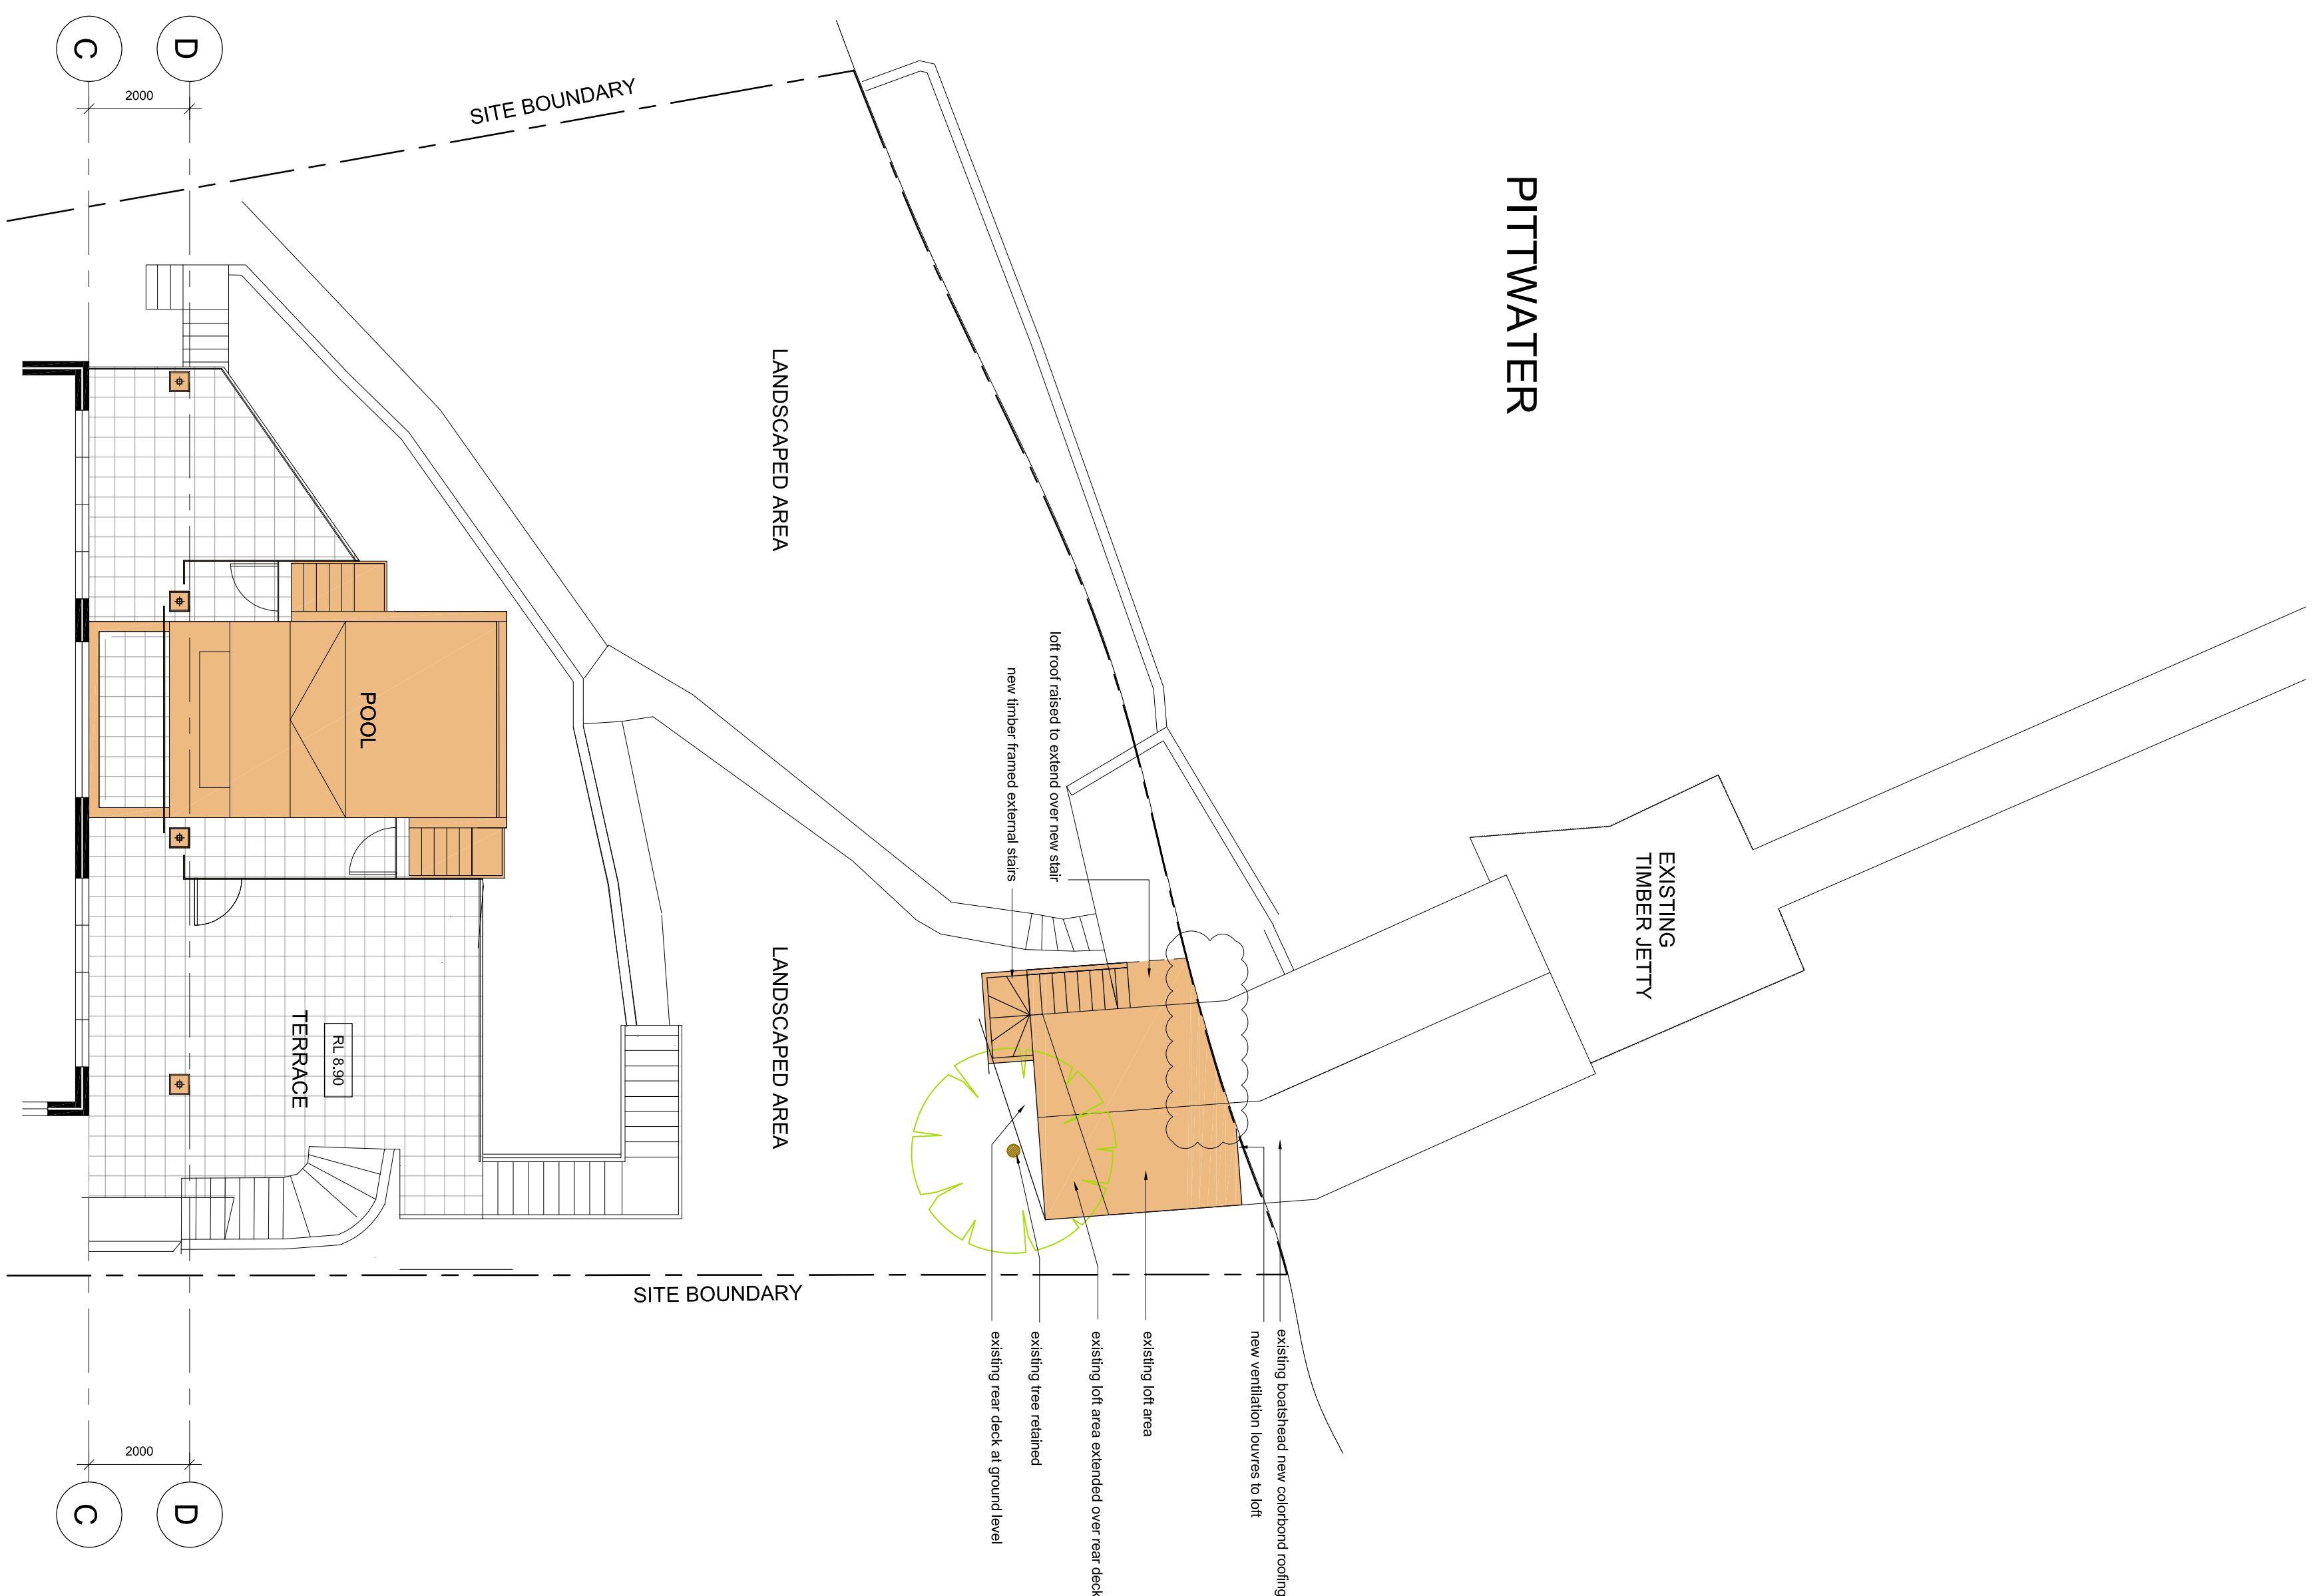 C
D
2000
SITE BOUNDARY
PITTWATER
LANDSCAPED AREA
loft roof raised to extend over new stair
new timber framed external stairs
POOL
EXISTING
TIMBER JETTY
LANDSCAPED AREA
RL 8.90
TERRACE
SITE BOUNDARY
existing boatshead new colorbond roofing
new ventilation louvres to loft
existing loft area
existing loft area extended over rear deck
existing tree retained
existing rear deck at ground level
2000
C
D